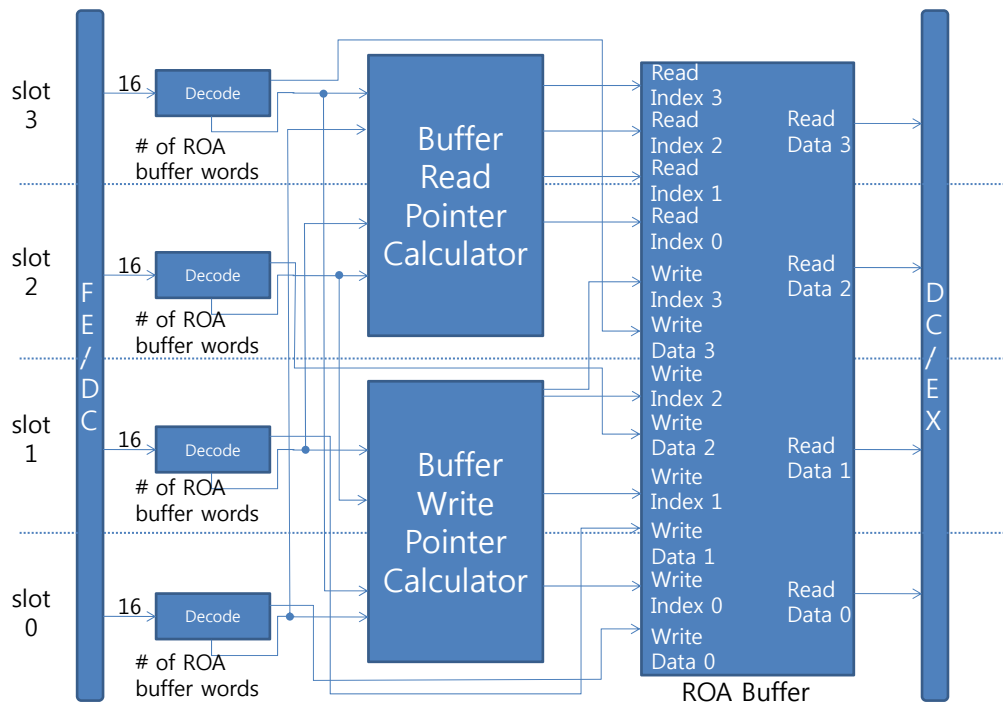 slot
3
16
Decode
# of ROA
buffer words
slot
2
16
Decode
# of ROA
buffer words
slot
1
16
Decode
# of ROA
buffer words
slot
0
16
Decode
# of ROA
buffer words
F
E
/
D
C
Buffer
Read
Pointer
Calculator
Buffer
Write
Pointer
Calculator
Read
Index 3
Read
Index 2
Read
Index 1
Read
Index 0
Write
Index 3
Write
Data 3
Write
Index 2
Write
Data 2
Write
Index 1
Write
Data 1
Write
Index 0
Write
Data 0
Read
Data 3
Read
Data 2
Read
Data 1
Read
Data 0
ROA Buffer
D
C
/
E
X